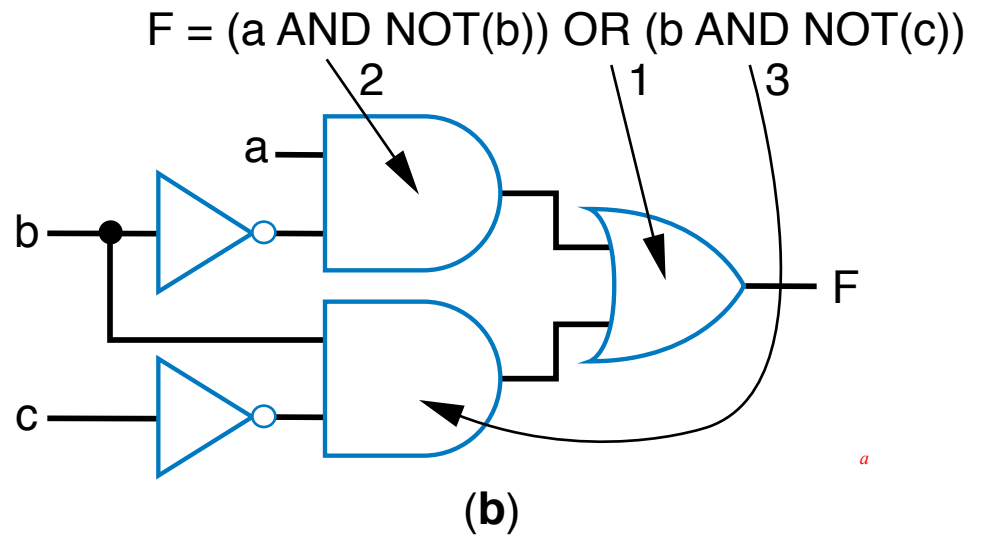 F = (a AND NOT(b)) OR (b AND NOT(c))
2
1
3
a
b
F
c
a
(b)